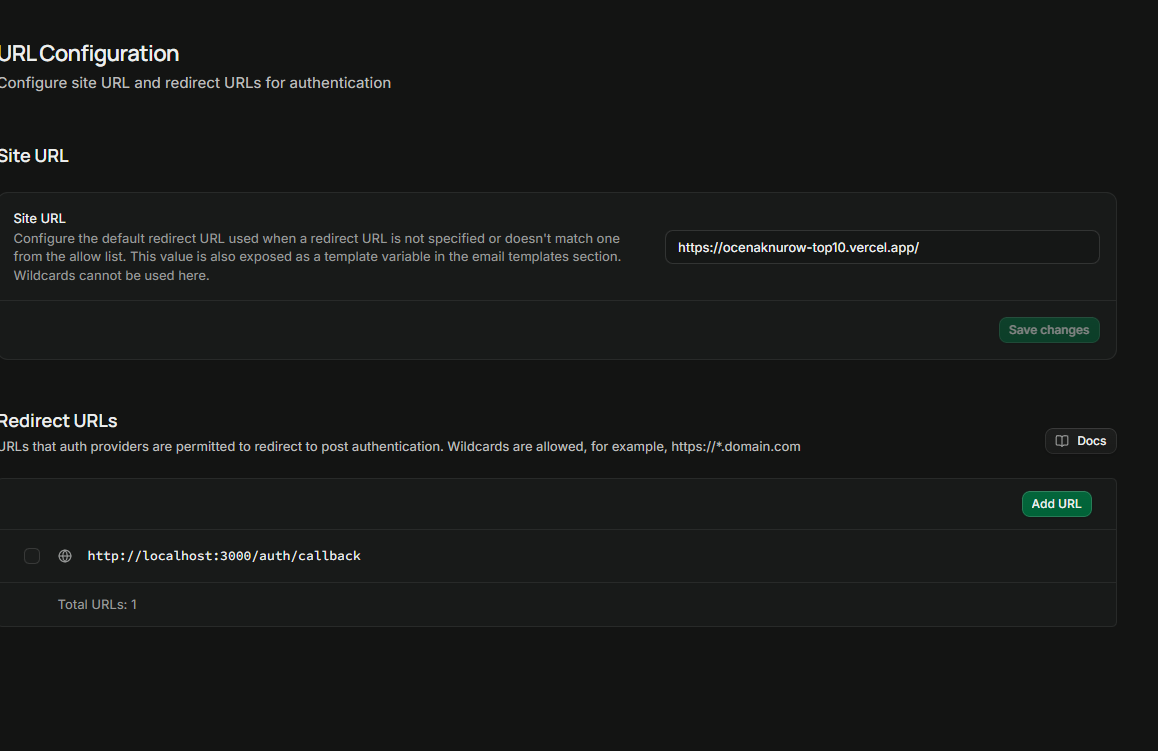 URL Configuration
Configure site URL and redirect URLs for authentication
Site URL
Site URL
Configure the default redirect URL used when a redirect URL is not specified or doesn't match one
from the allow list. This value is also exposed as a template variable in the email templates section.
Wildcards cannot be used here.
https://ocenaknurow-top10.vercel.app/
Save changes
Redirect URLs
URLs that auth providers are permitted to redirect to post authentication. Wildcards are allowed, for example, https://*.domain.com
Docs
Add URL
http://localhost:3000/auth/callback
Total URLs: 1